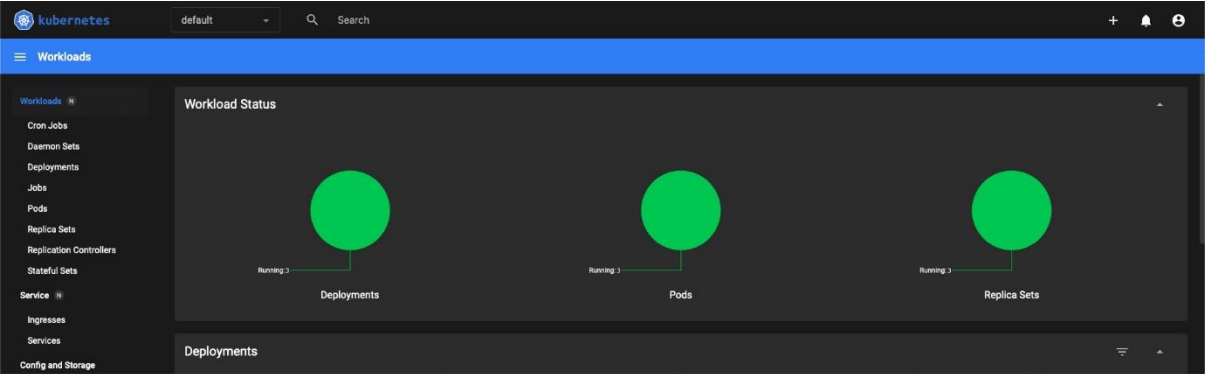 kubernetes
default
Search
Workloads
Workloads N
Cron Jobs
Daemon Sets
Deployments
Jobs
Pods
Replica Sets
Replication Controllers
Stateful Sets
Service N
Ingresses
Services
Config and Storage
Workload Status
Running: 3
Deployments
Running: 3
Pods
Running: 3
Replica Sets
Deployments